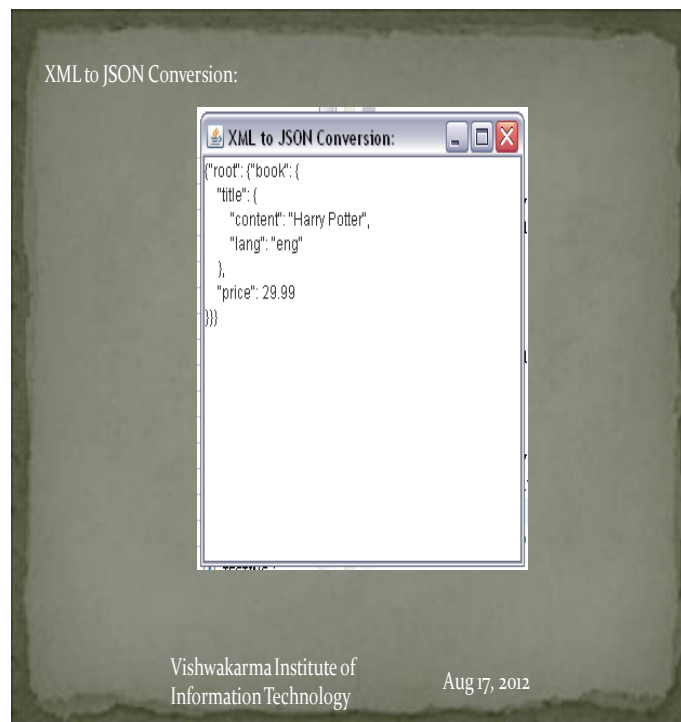 XML to JSON Conversion:
XML to JSON Conversion:
{"root": {"book": {
"title": {
"content": "Harry Potter",
"lang": "eng"
},
"price": 29.99
}}}
Vishwakarma Institute of
Information Technology
Aug 17, 2012